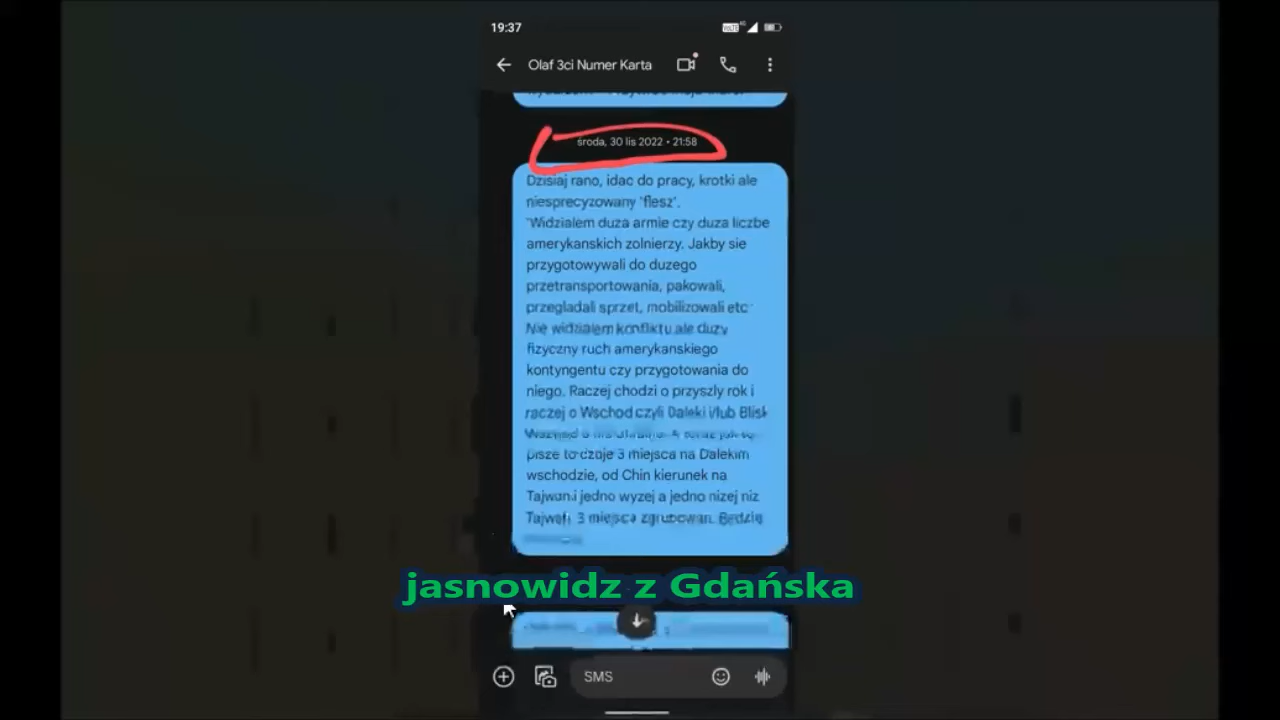 19:37
Olaf 3ci Numer Karta
środa, 30 lis 2022 • 21:58
Dzisiaj rano, idac do pracy, krotki ale
niesprecyzowany 'flesz'.
"Widzialem duza armie czy duza liczbe
amerykanskich zolnierzy. Jakby sie
przygotowywali do duzego
przetransportowania, pakowali,
przegladali sprzet, mobilizowali etc"
Nie widzialem konfliktu ale duzy
fizyczny ruch amerykanskiego
kontyngentu czy przygotowania do
niego. Raczej chodzi o przyszly rok i
raczej o Wschod czyli Daleki i/lub Blisk
pisze to czuje 3 miejsca na Dalekim
wschodzie, od Chin kierunek na
Tajwan i jedno wyzej a jedno nizej niz
3 miejsca zgrupowan. Bedzie
jasnowidz z Gdańska
SMS